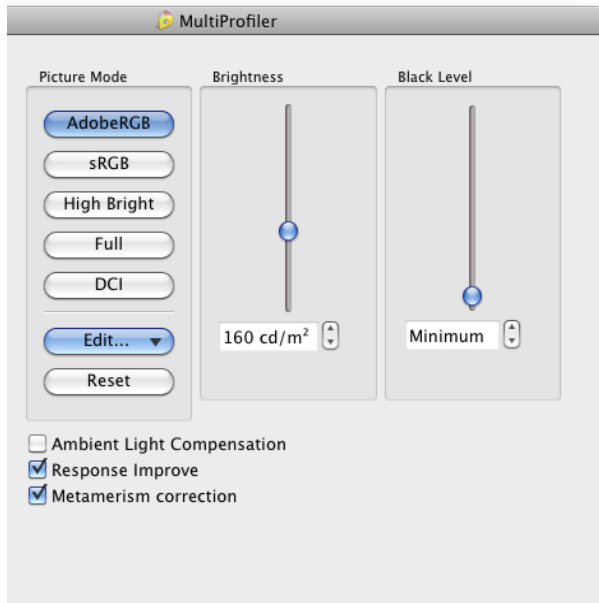 MultiProfiler
Picture Mode
Brightness
Black Level
AdobeRGB
sRGB
High Bright
Full
DCI
Edit...
Reset
160 cd/m²
Minimum
Ambient Light Compensation
Response Improve
Metamerism correction